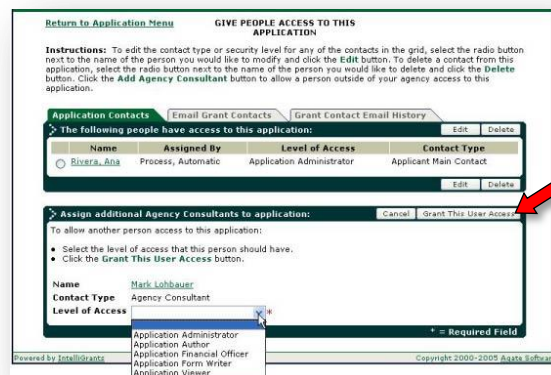 Return to Application Menu
GIVE PEOPLE ACCESS TO THIS
APPLICATION
Instructions: To edit the contact type or security level for any of the contacts in the grid, select the radio button
next to the name of the person you would like to modify and click the Edit button. To delete a contact from this
application, select the radio button next to the name of the person you would like to delete and click the Delete
button. Click the Add Agency Consultant button to allow a person outside of your agency access to this
application.
Application Contacts Email Grant Contacts Grant Contact Email History
The following people have access to this application: Edit Delete
Name Assigned By Level of Access Contact Type
Rivera, Ana Process, Automatic Application Administrator Applicant Main Contact
Edit Delete
Assign additional Agency Consultants to application: Cancel Grant This User Access
To allow another person access to this application:
• Select the level of access that this person should have.
• Click the Grant This User Access button.
Name Mark Lohbauer
Contact Type Agency Consultant
Level of Access *
Application Administrator
Application Author
Application Financial Officer
Application Form Writer
Application Viewer
* = Required Field
Powered by IntelliGrants Copyright 2000-2005 Agate Softwar